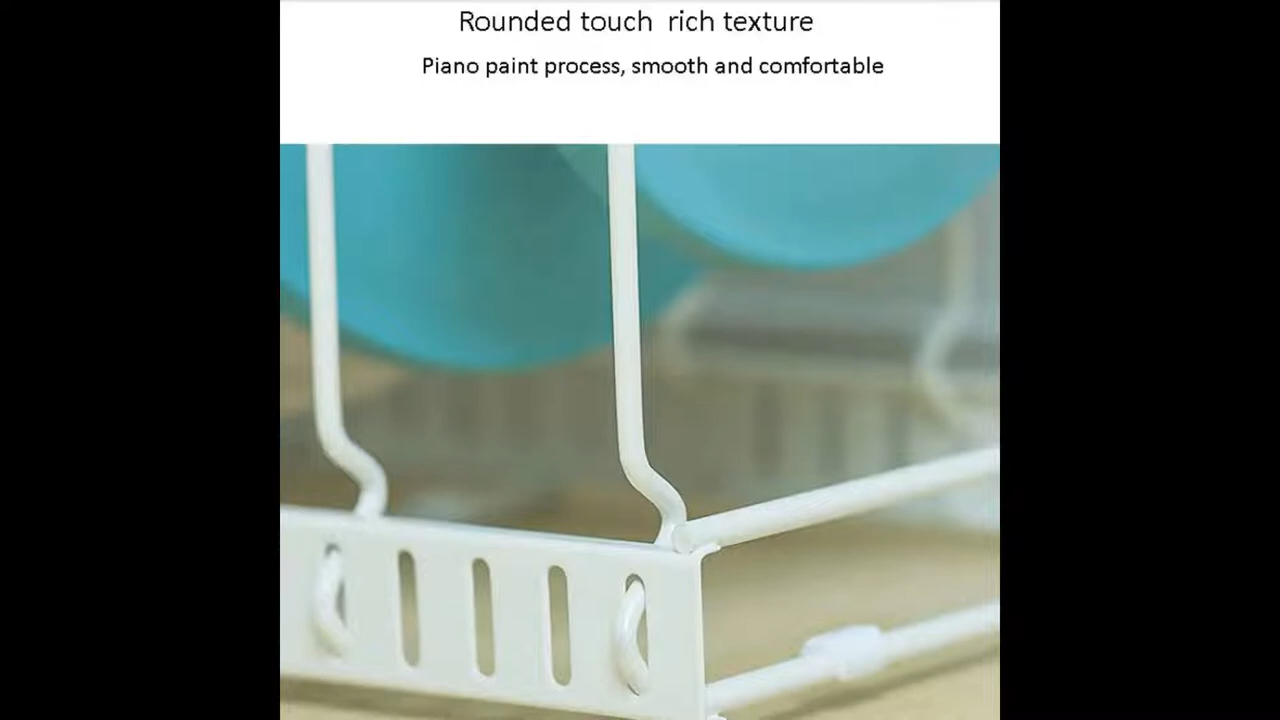 Rounded touch rich texture
Piano paint process, smooth and comfortable